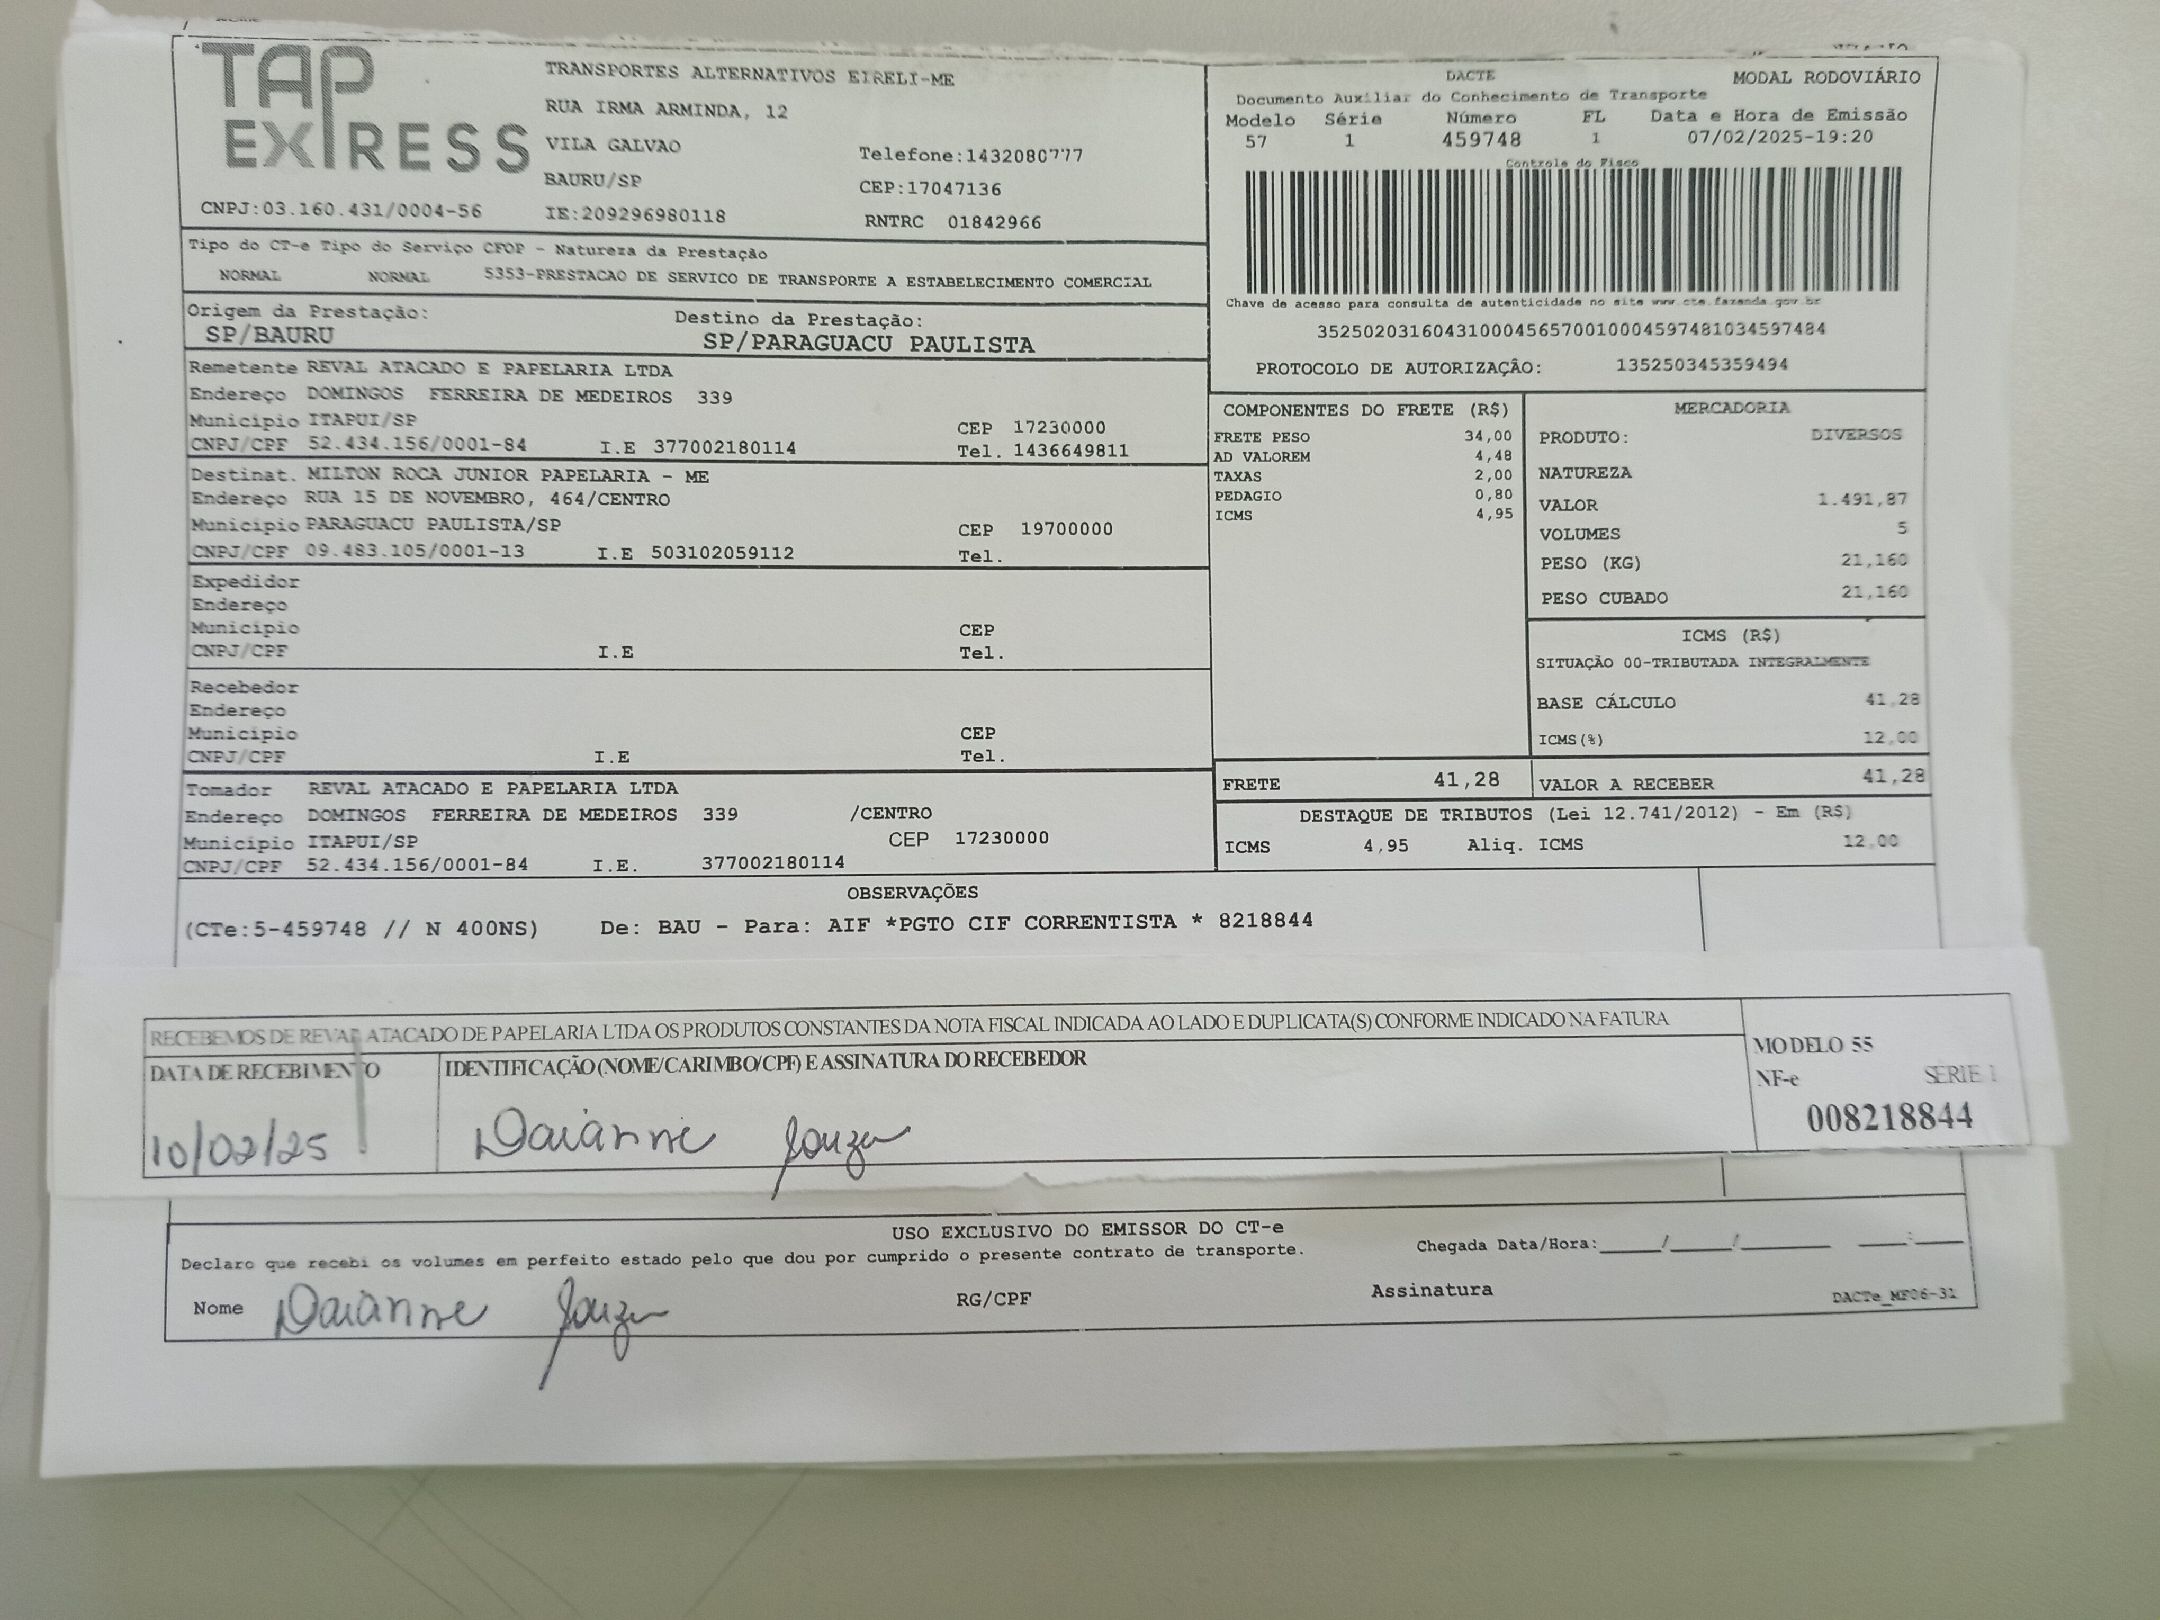 TAP EXPRESS
TRANSPORTES ALTERNATIVOS EIRELI-ME
RUA IRMA ARMINDA, 12
VILA GALVAO
Telefone:1432080777
BAURU/SP
CEP:17047136
CNPJ:03.160.431/0004-56 IE:209296980118 RNTRC 01842966
DACTE MODAL RODOVIÁRIO
Documento Auxiliar do Conhecimento de Transporte
Modelo Série Número FL Data e Hora de Emissão
57 1 459748 1 07/02/2025-19:20
Controle do Fisco
Chave de acesso para consulta de autenticidade no site www.cte.fazenda.gov.br
35250203160431000456570010004597481034597484
PROTOCOLO DE AUTORIZAÇÃO: 135250345359494
Tipo do CT-e Tipo do Serviço CFOP - Natureza da Prestação
NORMAL NORMAL 5353-PRESTACAO DE SERVICO DE TRANSPORTE A ESTABELECIMENTO COMERCIAL
Origem da Prestação: Destino da Prestação:
SP/BAURU SP/PARAGUACU PAULISTA
Remetente REVAL ATACADO E PAPELARIA LTDA
Endereço DOMINGOS FERREIRA DE MEDEIROS 339
Municipio ITAPUI/SP CEP 17230000
CNPJ/CPF 52.434.156/0001-84 I.E 377002180114 Tel. 1436649811
Destinat. MILTON ROCA JUNIOR PAPELARIA - ME
Endereço RUA 15 DE NOVEMBRO, 464/CENTRO
Municipio PARAGUACU PAULISTA/SP CEP 19700000
CNPJ/CPF 09.483.105/0001-13 I.E 503102059112 Tel.
Expedidor
Endereço
Municipio CEP
CNPJ/CPF I.E Tel.
Recebedor
Endereço
Municipio CEP
CNPJ/CPF I.E Tel.
Tomador REVAL ATACADO E PAPELARIA LTDA
Endereço DOMINGOS FERREIRA DE MEDEIROS 339 /CENTRO
Municipio ITAPUI/SP CEP 17230000
CNPJ/CPF 52.434.156/0001-84 I.E. 377002180114
COMPONENTES DO FRETE (R$)
FRETE PESO 34,00
AD VALOREM 4,48
TAXAS 2,00
PEDAGIO 0,80
ICMS 4,95
MERCADORIA
PRODUTO: DIVERSOS
NATUREZA
VALOR 1.491,87
VOLUMES 5
PESO (KG) 21,160
PESO CUBADO 21,160
ICMS (R$)
SITUAÇÃO 00-TRIBUTADA INTEGRALMENTE
BASE CÁLCULO 41,28
ICMS(%) 12,00
FRETE 41,28 VALOR A RECEBER 41,28
DESTAQUE DE TRIBUTOS (Lei 12.741/2012) - Em (R$)
ICMS 4,95 Aliq. ICMS 12,00
OBSERVAÇÕES
(CTe:5-459748 // N 400NS) De: BAU - Para: AIF *PGTO CIF CORRENTISTA * 8218844
RECEBEMOS DE REVAL ATACADO DE PAPELARIA LTDA OS PRODUTOS CONSTANTES DA NOTA FISCAL INDICADA AO LADO E DUPLICATA(S) CONFORME INDICADO NA FATURA
DATA DE RECEBIMENTO IDENTIFICAÇÃO (NOME/CARIMBO/CPF) E ASSINATURA DO RECEBEDOR
10/02/25 Daianne Souza
MODELO 55
NF-e SERIE 1
008218844
USO EXCLUSIVO DO EMISSOR DO CT-e
Declaro que recebi os volumes em perfeito estado pelo que dou por cumprido o presente contrato de transporte. Chegada Data/Hora:____/____/______ ___:___
Nome Daianne Souza RG/CPF Assinatura DACTe_MF06-31